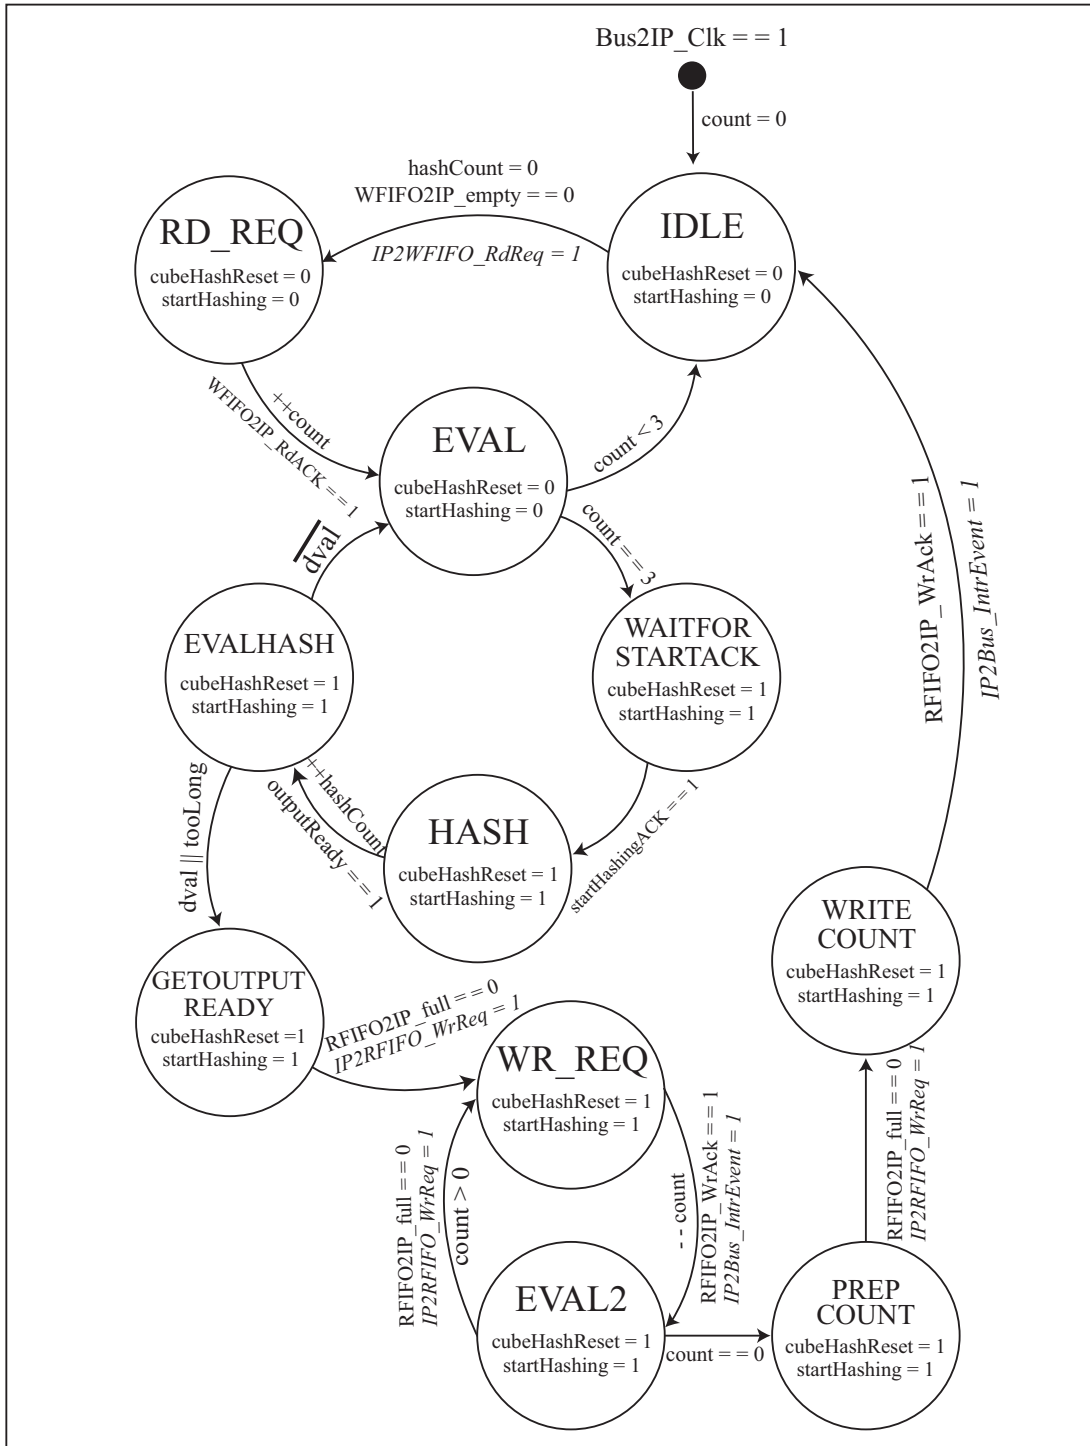 Bus2IP_Clk = = 1
count = 0
hashCount = 0
WFIFO2IP_empty = = 0
IP2WFIFO_RdReq = 1
RD_REQ
cubeHashReset = 0
startHashing = 0
IDLE
cubeHashReset = 0
startHashing = 0
++count
WFIFO2IP_RdACK = = 1
EVAL
cubeHashReset = 0
startHashing = 0
count < 3
count = = 3
dval
EVALHASH
cubeHashReset = 1
startHashing = 1
WAITFOR
STARTACK
cubeHashReset = 1
startHashing = 1
RFIFO2IP_WrAck = = 1
IP2Bus_IntrEvent = 1
++hashCount
outputReady = = 1
HASH
cubeHashReset = 1
startHashing = 1
startHashingACK = = 1
dval || tooLong
WRITE
COUNT
cubeHashReset = 1
startHashing = 1
GETOUTPUT
READY
cubeHashReset =1
startHashing = 1
RFIFO2IP_full = = 0
IP2RFIFO_WrReq = 1
WR_REQ
cubeHashReset = 1
startHashing = 1
RFIFO2IP_full = = 0
IP2RFIFO_WrReq = 1
count > 0
- - count
RFIFO2IP_WrAck = = 1
IP2Bus_IntrEvent = 1
RFIFO2IP_full = = 0
IP2RFIFO_WrReq = 1
EVAL2
cubeHashReset = 1
startHashing = 1
count = = 0
PREP
COUNT
cubeHashReset = 1
startHashing = 1